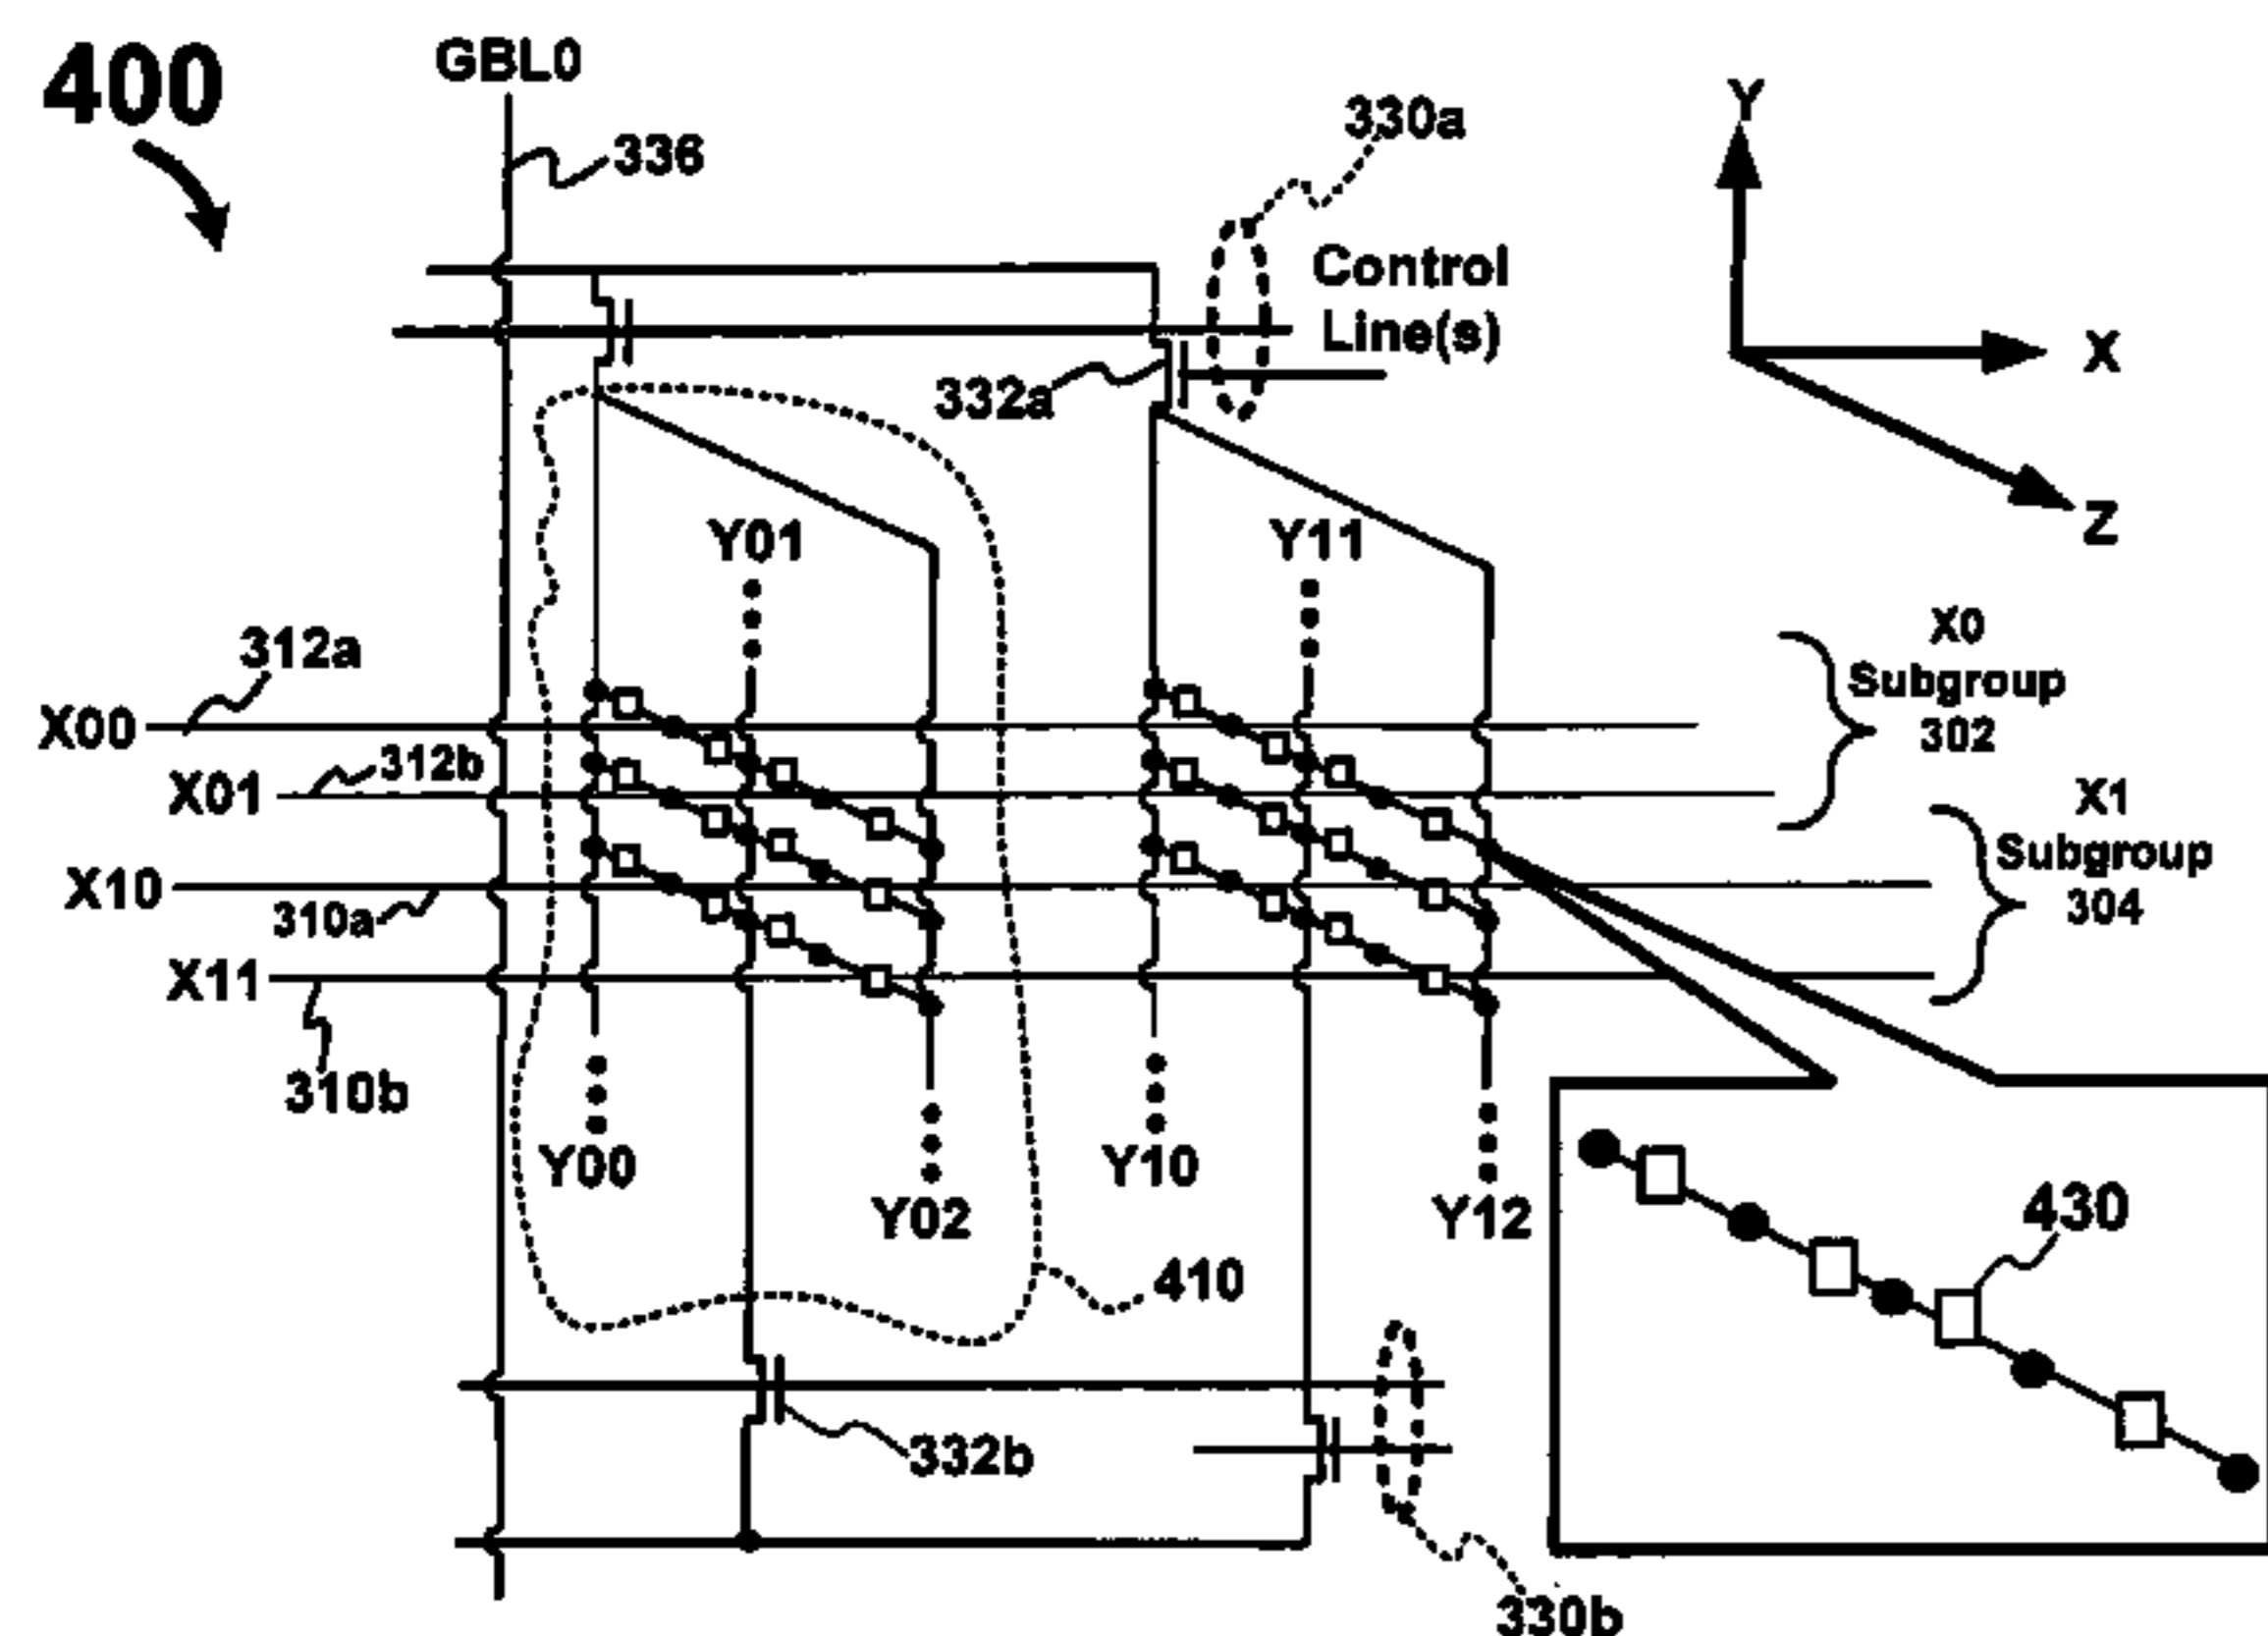 400
GBL0
336
330a
Control
Line(s)
332a
Y
X
Z
Y01
Y11
312a
X00
312b
X01
X10
310a
X11
310b
X0
Subgroup
302
X1
Subgroup
304
Y00
Y02
Y10
Y12
410
430
332b
330b